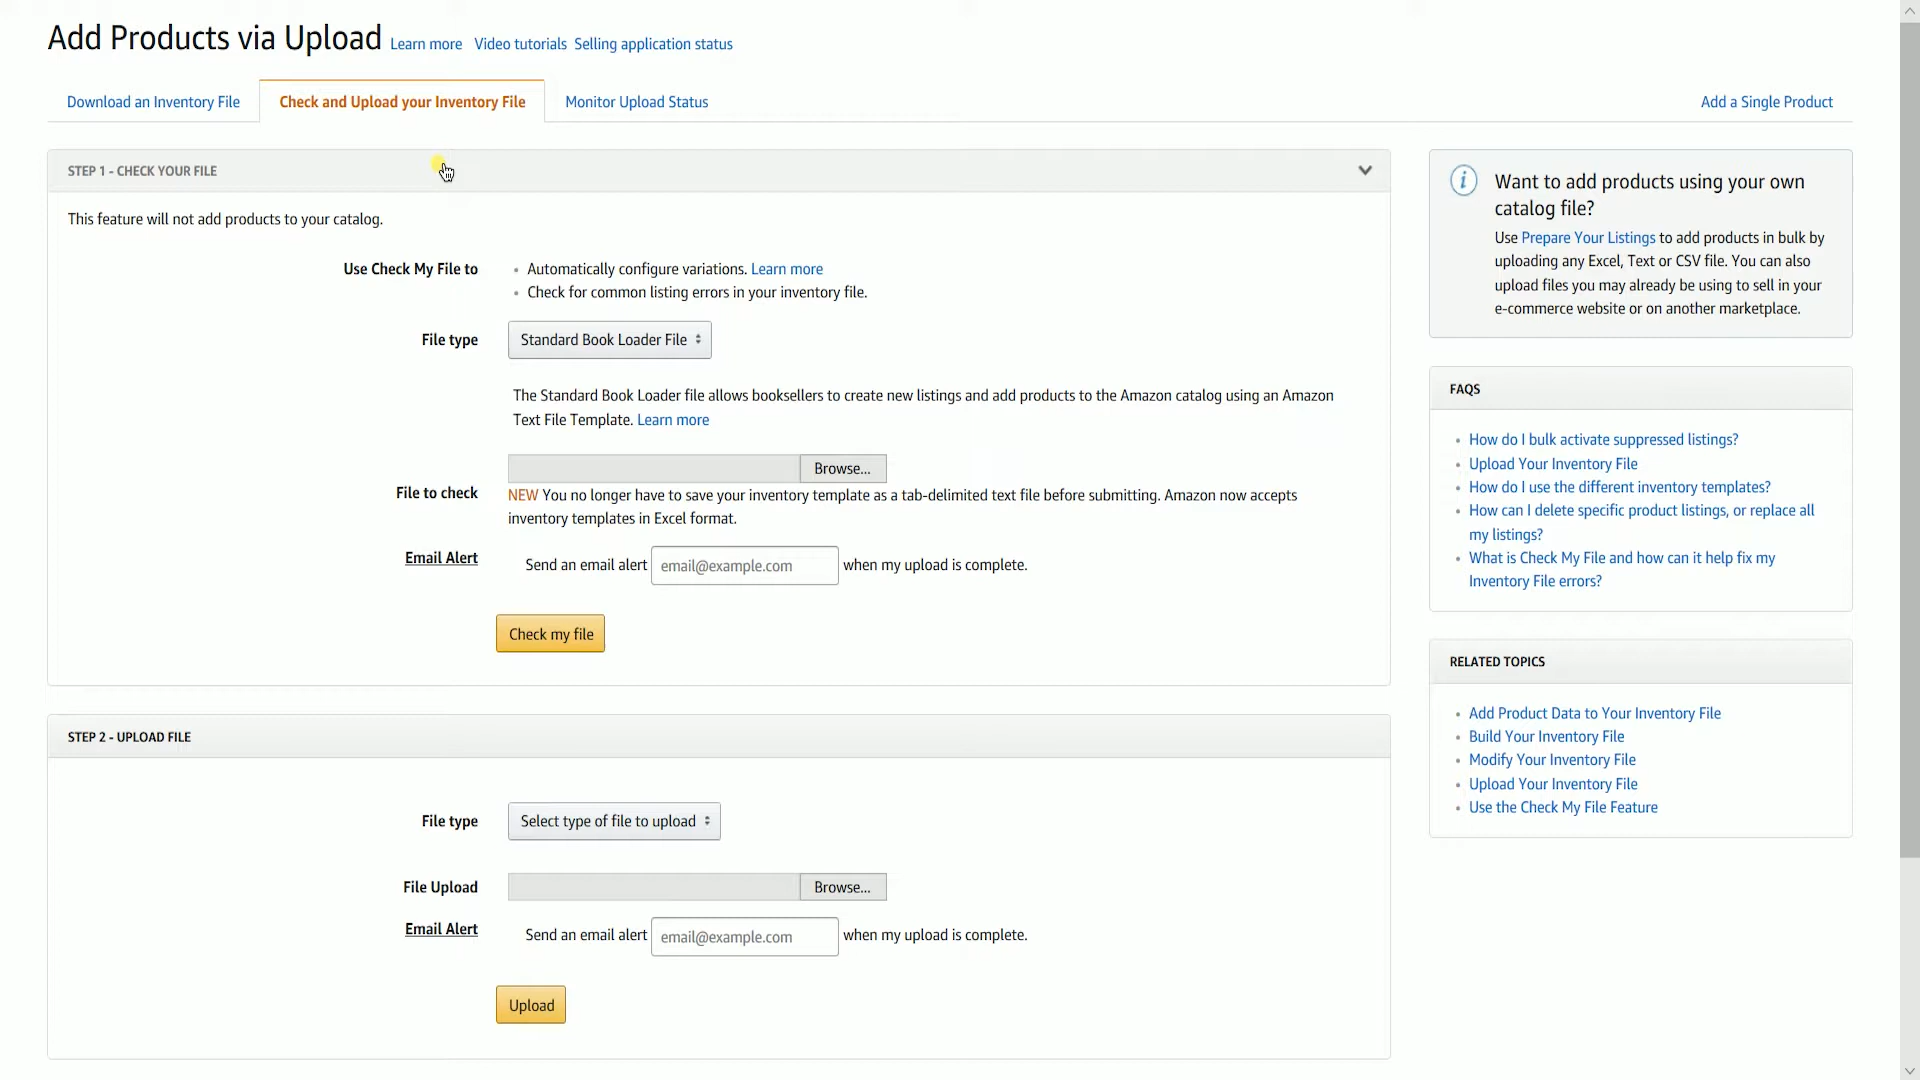 Add Products via Upload Learn more Video tutorials Selling application status
Download an Inventory File Check and Upload your Inventory File Monitor Upload Status Add a Single Product
STEP 1 - CHECK YOUR FILE
This feature will not add products to your catalog.
Use Check My File to
Automatically configure variations. Learn more
Check for common listing errors in your inventory file.
File type Standard Book Loader File
The Standard Book Loader file allows booksellers to create new listings and add products to the Amazon catalog using an Amazon
Text File Template. Learn more
Browse...
File to check
NEW You no longer have to save your inventory template as a tab-delimited text file before submitting. Amazon now accepts
inventory templates in Excel format.
Email Alert Send an email alert email@example.com when my upload is complete.
Check my file
STEP 2 - UPLOAD FILE
File type Select type of file to upload
File Upload Browse...
Email Alert Send an email alert email@example.com when my upload is complete.
Upload
i Want to add products using your own
catalog file?
Use Prepare Your Listings to add products in bulk by
uploading any Excel, Text or CSV file. You can also
upload files you may already be using to sell in your
e-commerce website or on another marketplace.
FAQS
How do I bulk activate suppressed listings?
Upload Your Inventory File
How do I use the different inventory templates?
How can I delete specific product listings, or replace all
my listings?
What is Check My File and how can it help fix my
Inventory File errors?
RELATED TOPICS
Add Product Data to Your Inventory File
Build Your Inventory File
Modify Your Inventory File
Upload Your Inventory File
Use the Check My File Feature